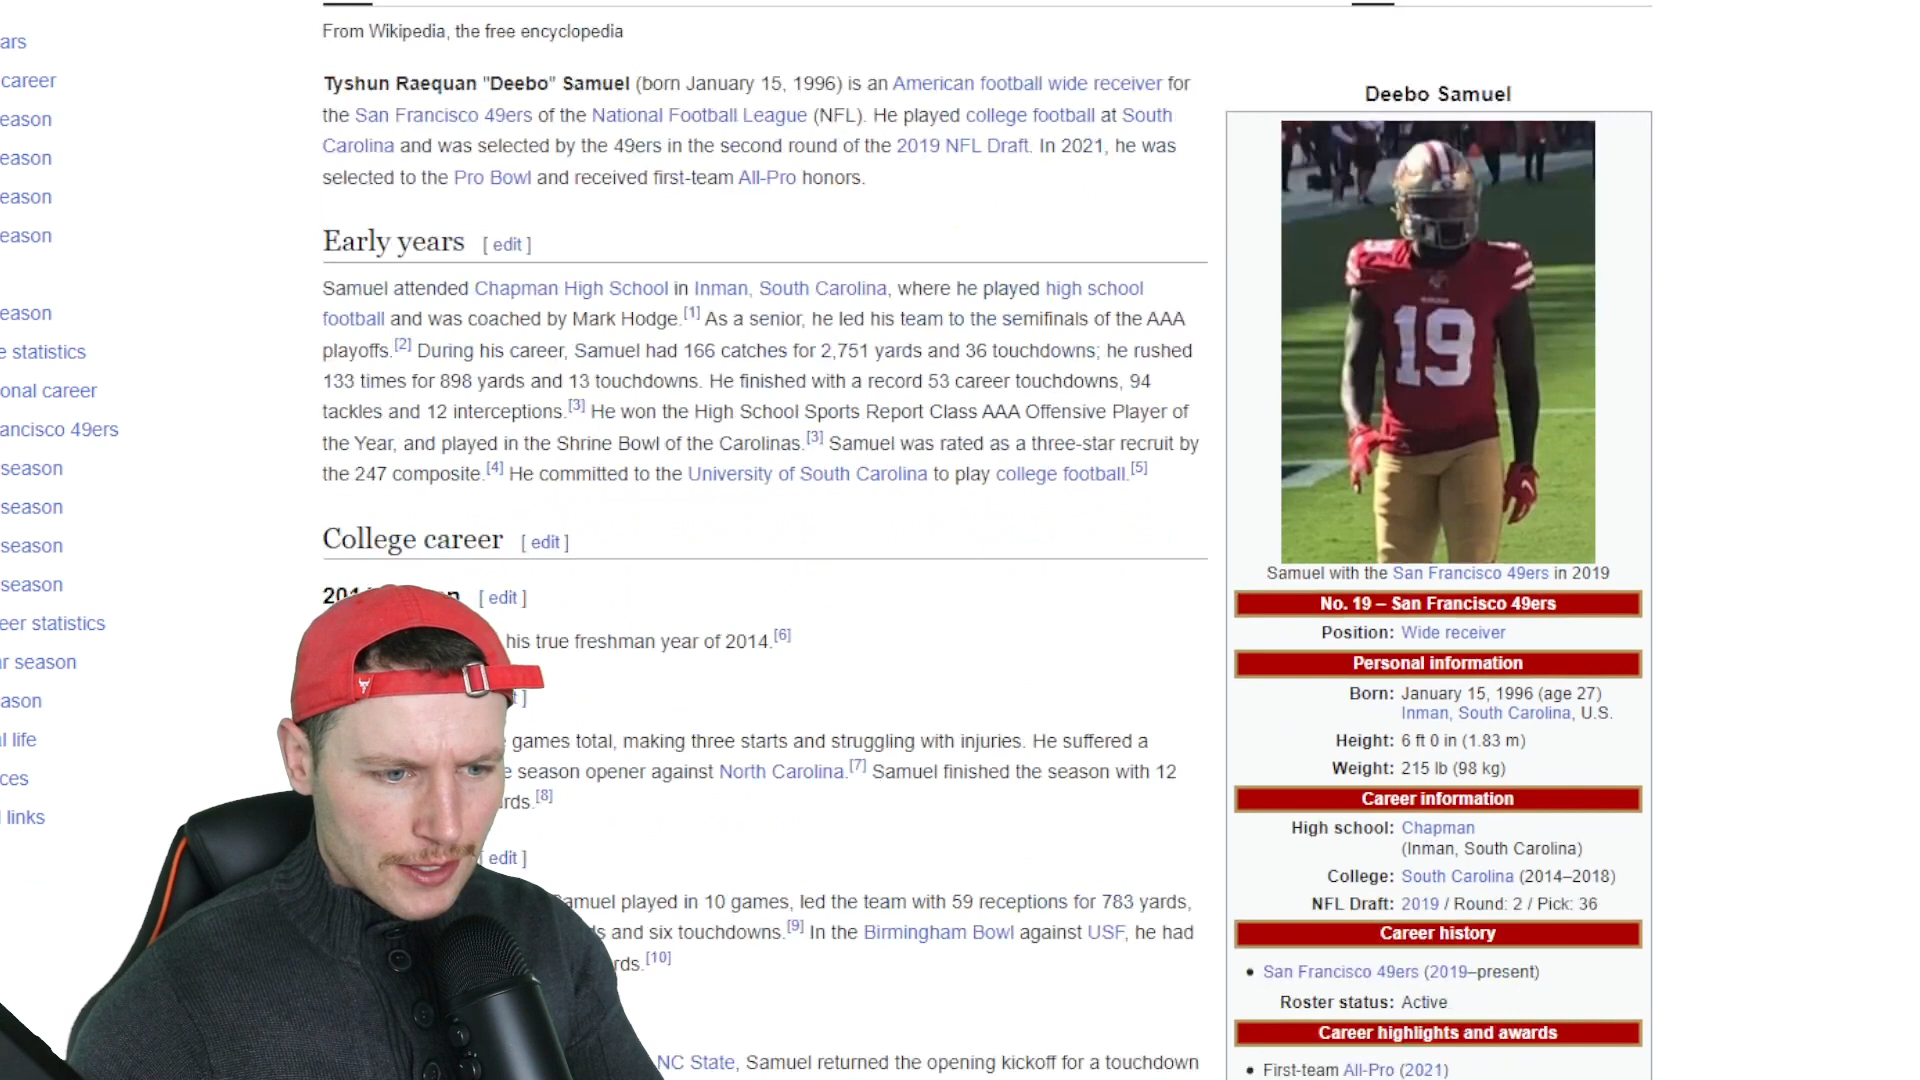 From Wikipedia, the free encyclopedia
Tyshun Raequan "Deebo" Samuel (born January 15, 1996) is an American football wide receiver for
the San Francisco 49ers of the National Football League (NFL). He played college football at South
Carolina and was selected by the 49ers in the second round of the 2019 NFL Draft. In 2021, he was
selected to the Pro Bowl and received first-team All-Pro honors.
Early years [ edit ]
Samuel attended Chapman High School in Inman, South Carolina, where he played high school
football and was coached by Mark Hodge.[1] As a senior, he led his team to the semifinals of the AAA
playoffs.[2] During his career, Samuel had 166 catches for 2,751 yards and 36 touchdowns; he rushed
133 times for 898 yards and 13 touchdowns. He finished with a record 53 career touchdowns, 94
tackles and 12 interceptions.[3] He won the High School Sports Report Class AAA Offensive Player of
the Year, and played in the Shrine Bowl of the Carolinas.[3] Samuel was rated as a three-star recruit by
the 247 composite.[4] He committed to the University of South Carolina to play college football.[5]
College career [ edit ]
[ edit ]
his true freshman year of 2014.[6]
games total, making three starts and struggling with injuries. He suffered a
season opener against North Carolina.[7] Samuel finished the season with 12
rds.[8]
edit ]
amuel played in 10 games, led the team with 59 receptions for 783 yards,
and six touchdowns.[9] In the Birmingham Bowl against USF, he had
rds.[10]
NC State, Samuel returned the opening kickoff for a touchdown
ars
career
eason
eason
eason
eason
eason
e statistics
onal career
ancisco 49ers
season
season
season
season
eer statistics
ar season
ason
l life
ces
links
Deebo Samuel
19
Samuel with the San Francisco 49ers in 2019
No. 19 – San Francisco 49ers
Position: Wide receiver
Personal information
Born: January 15, 1996 (age 27)
Inman, South Carolina, U.S.
Height: 6 ft 0 in (1.83 m)
Weight: 215 lb (98 kg)
Career information
High school: Chapman
(Inman, South Carolina)
College: South Carolina (2014–2018)
NFL Draft: 2019 / Round: 2 / Pick: 36
Career history
• San Francisco 49ers (2019–present)
Roster status: Active
Career highlights and awards
• First-team All-Pro (2021)